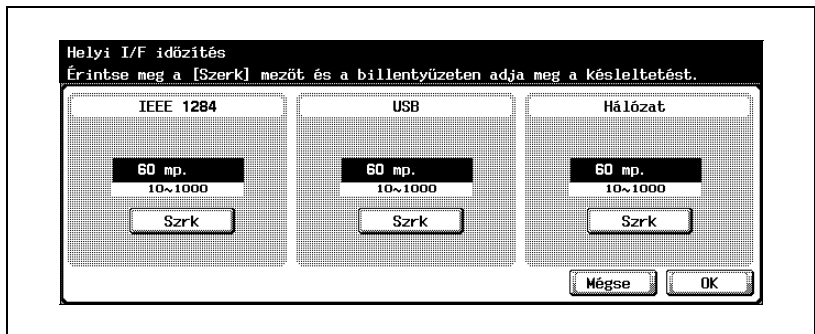 Helyi I/F időzítés
Érintse meg a [Szerk] mezőt és a billentyűzeten adja meg a késleltetést.
IEEE 1284 USB Hálózat
60 mp. 60 mp. 60 mp.
10~1000 10~1000 10~1000
Szrk Szrk Szrk
Mégse OK